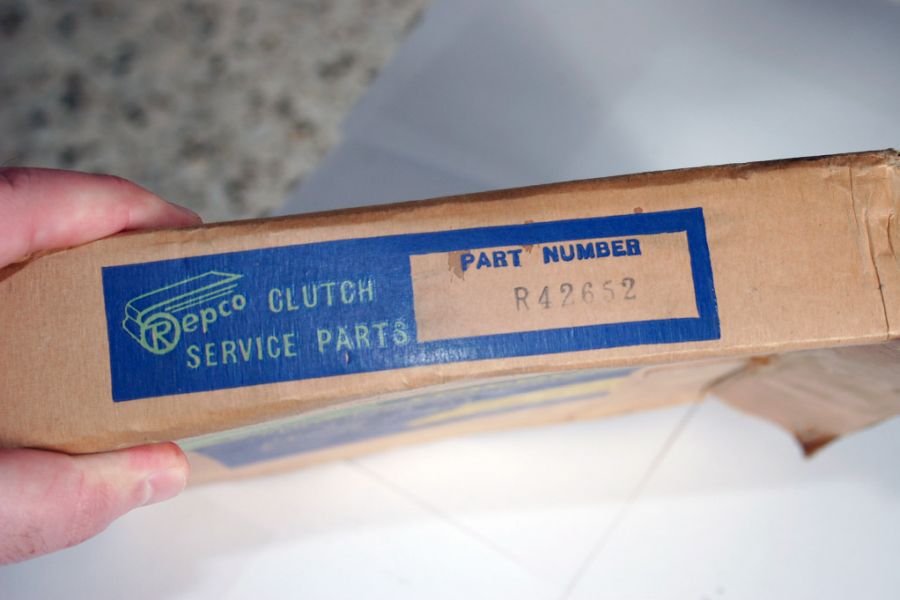 Repco CLUTCH
SERVICE PARTS
PART NUMBER
R42652